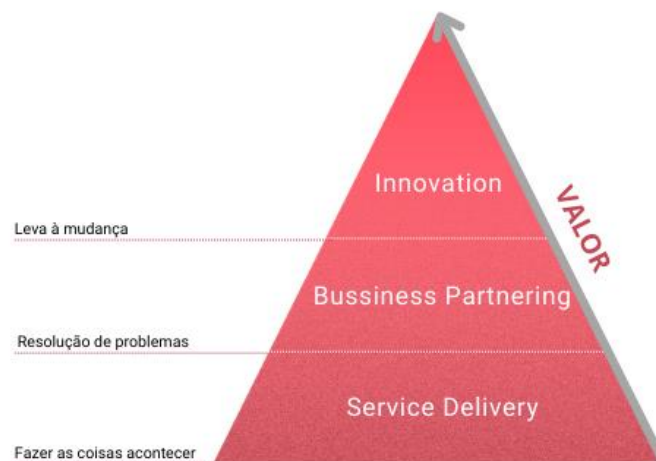 Innovation
VALOR
Leva à mudança
Bussiness Partnering
Resolução de problemas
Service Delivery
Fazer as coisas acontecer